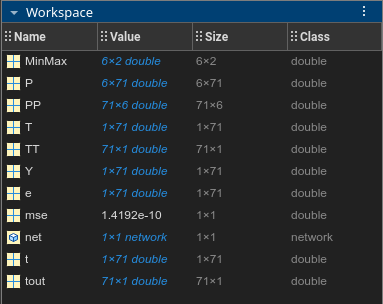 Workspace
Name Value Size Class
MinMax 6×2 double 6×2 double
P 6×71 double 6×71 double
PP 71×6 double 71×6 double
T 1×71 double 1×71 double
TT 71×1 double 71×1 double
Y 1×71 double 1×71 double
e 1×71 double 1×71 double
mse 1.4192e-10 1×1 double
net 1×1 network 1×1 network
t 1×71 double 1×71 double
tout 71×1 double 71×1 double